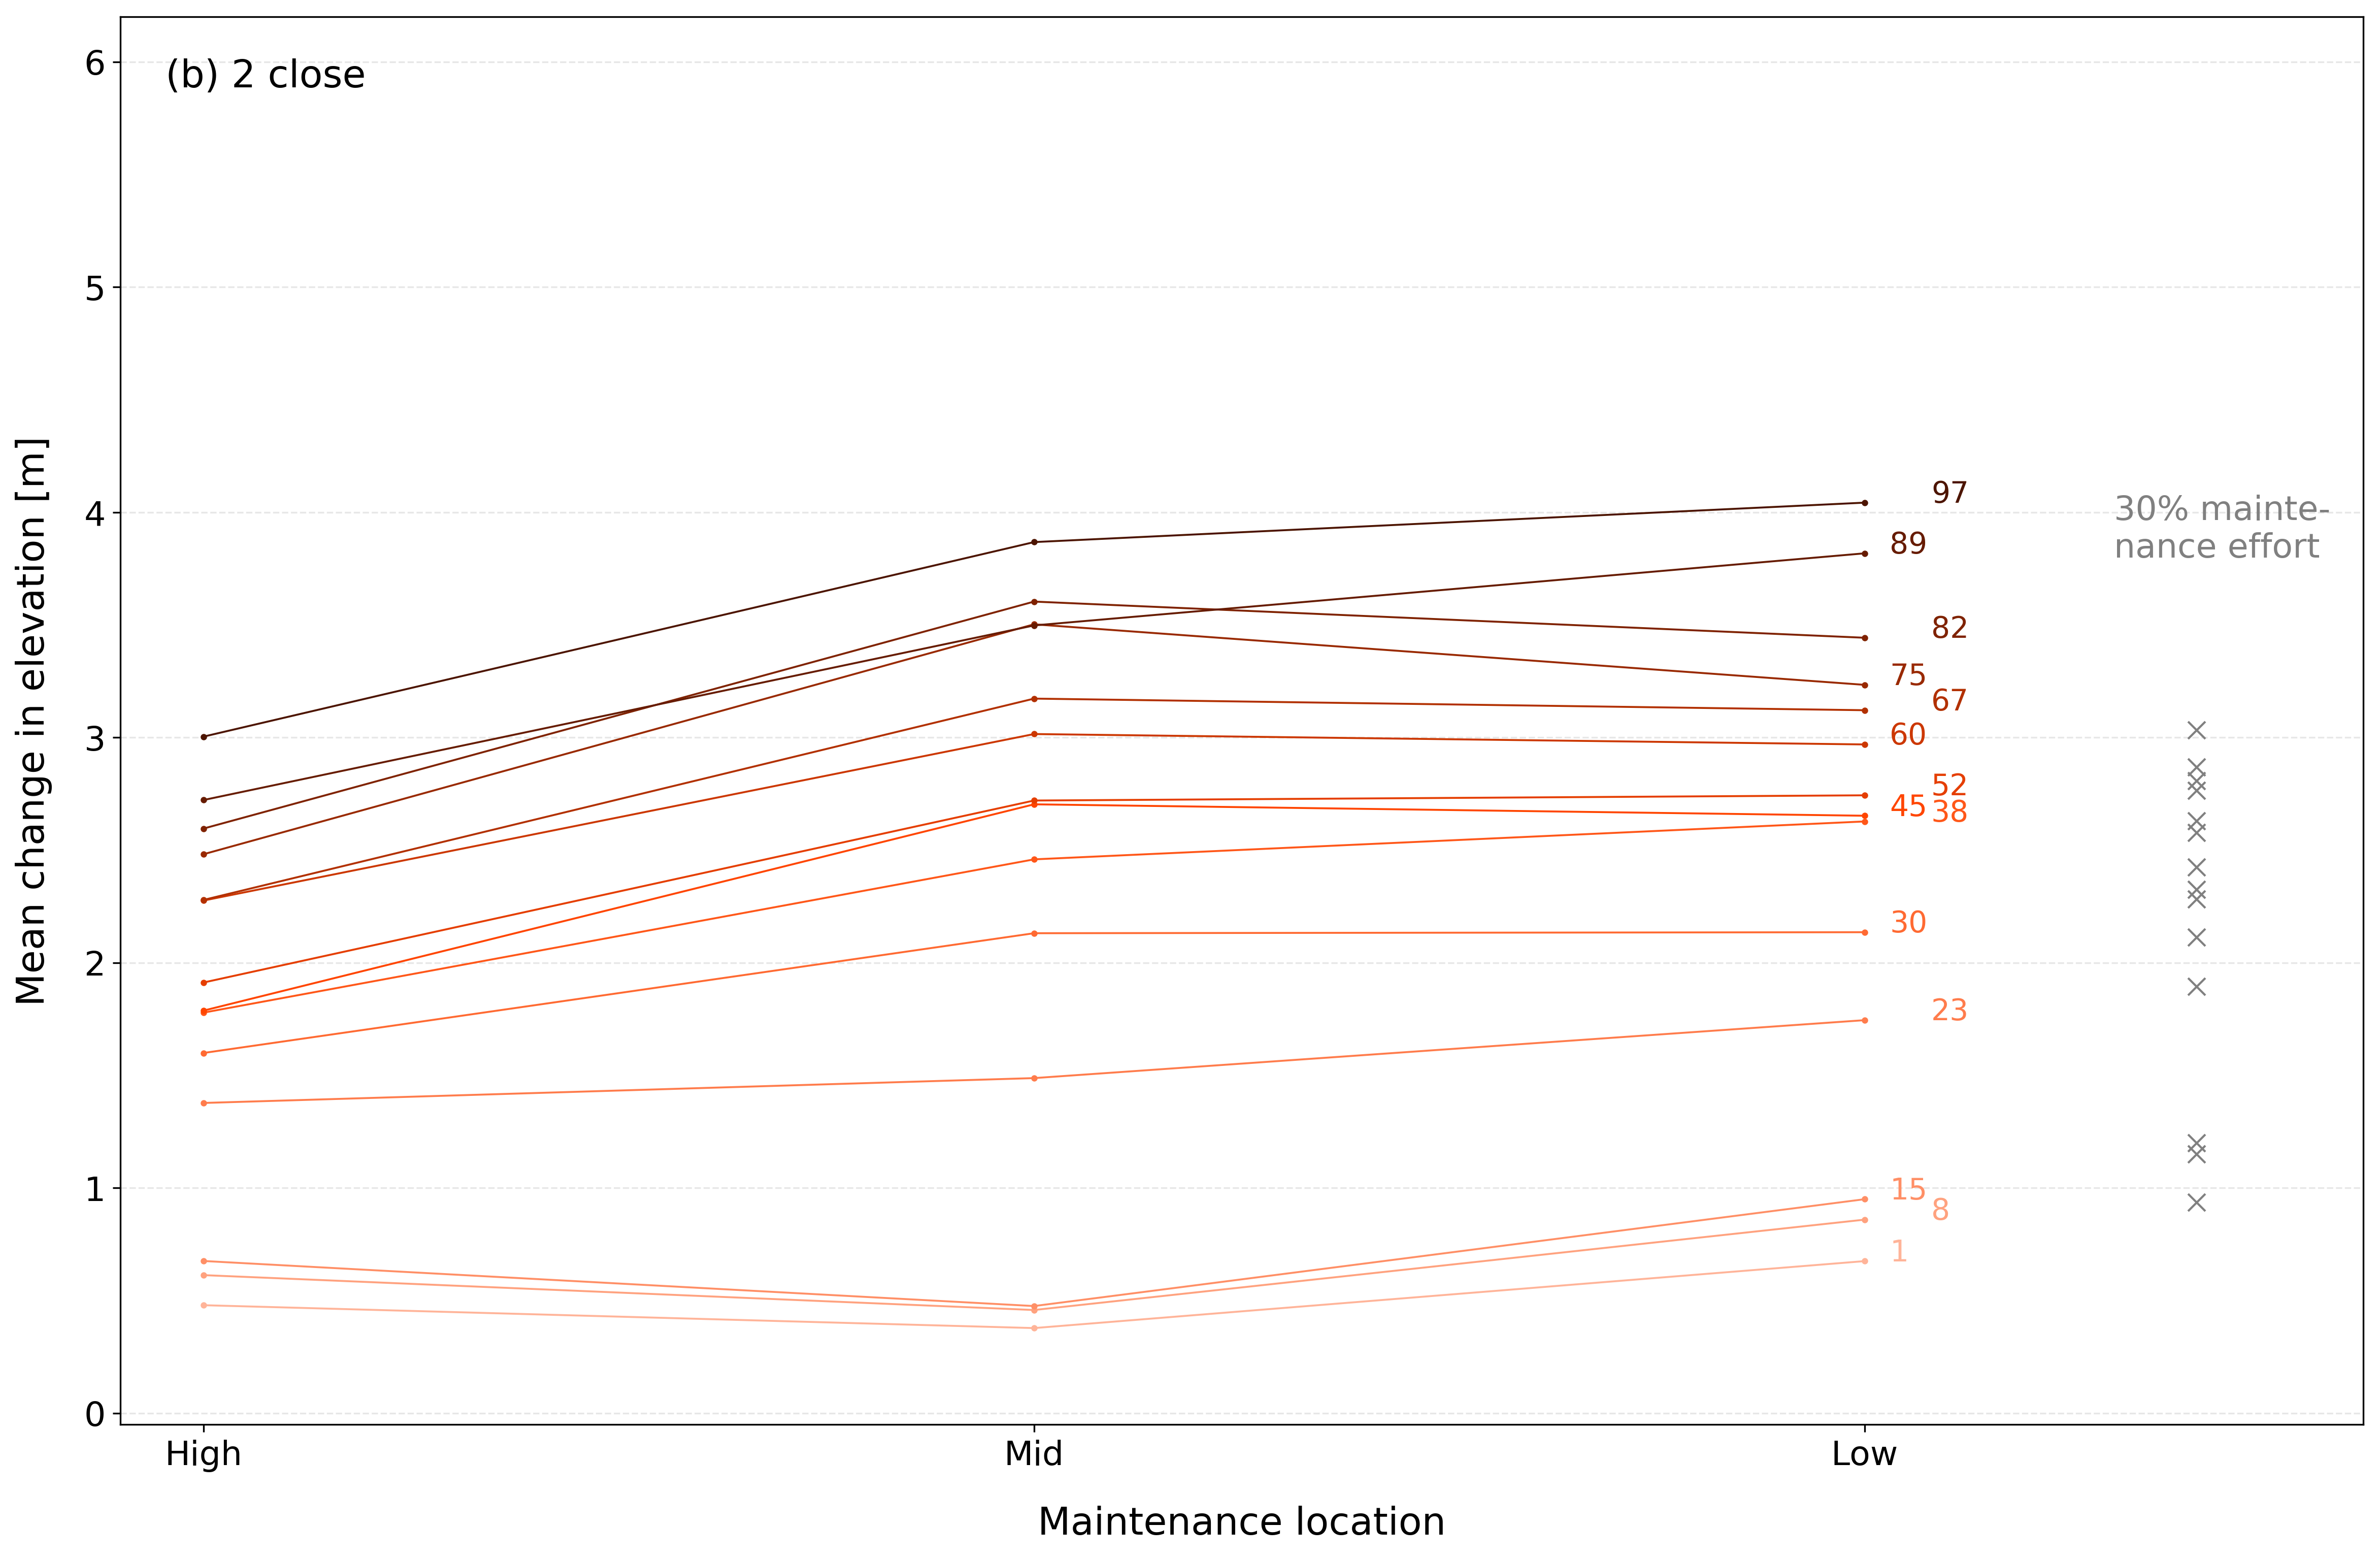 (b) 2 close
Mean change in elevation [m]
6
5
4
3
2
1
0
97
89
82
75
67
60
52
45
38
30
23
15
8
1
30% mainte-
nance effort
High
Mid
Low
Maintenance location